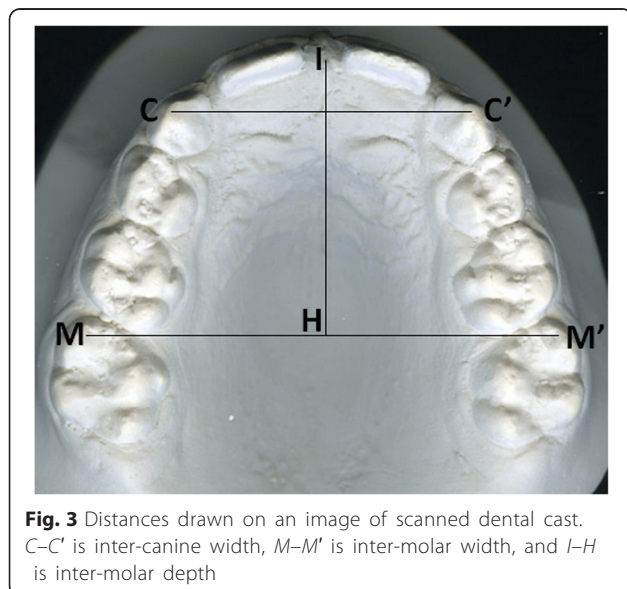 I
C C’
H
M M’
Fig. 3 Distances drawn on an image of scanned dental cast.
C–C′ is inter-canine width, M–M′ is inter-molar width, and I–H
is inter-molar depth